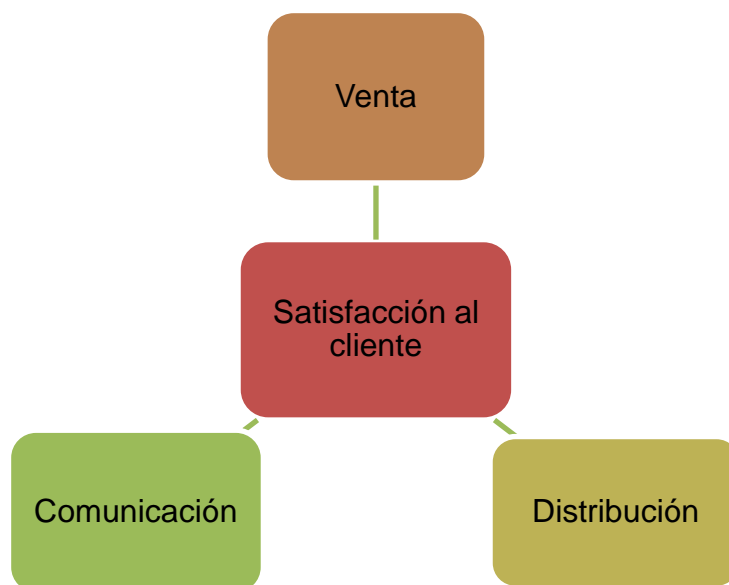 Venta
Satisfacción al
cliente
Comunicación
Distribución